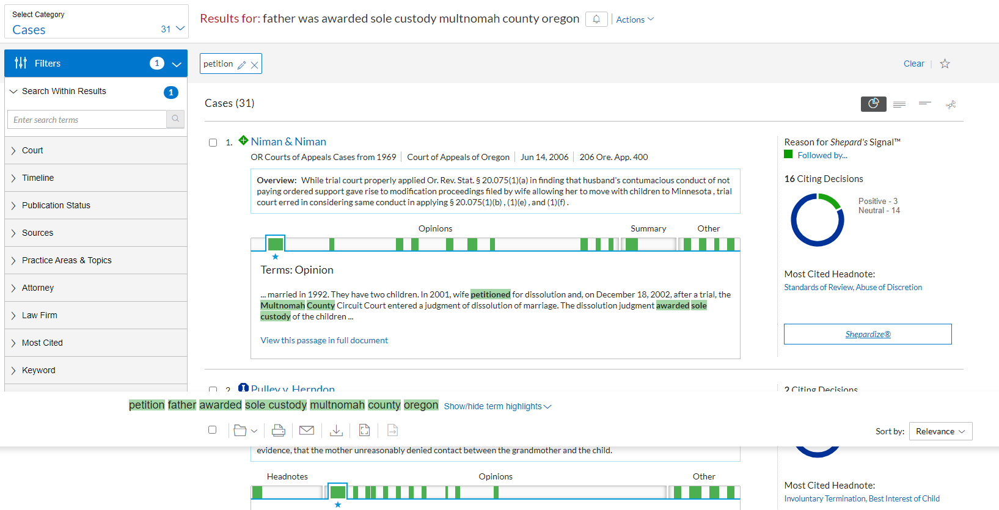 Select Category
Cases 31
Results for: father was awarded sole custody multnomah county oregon
Actions
Filters 1
petition
Clear
Search Within Results 1
Enter search terms
Court
Timeline
Publication Status
Sources
Practice Areas & Topics
Attorney
Law Firm
Most Cited
Keyword
Cases (31)
1. Niman & Niman
OR Courts of Appeals Cases from 1969 | Court of Appeals of Oregon | Jun 14, 2006 | 206 Ore. App. 400
Overview: While trial court properly applied Or. Rev. Stat. § 20.075(1)(a) in finding that husband's contumacious conduct of not
paying ordered support gave rise to modification proceedings filed by wife allowing her to move with children to Minnesota , trial
court erred in considering same conduct in applying § 20.075(1)(b) , (1)(e) , and (1)(f) .
Opinions Summary Other
Terms: Opinion
... married in 1992. They have two children. In 2001, wife petitioned for dissolution and, on December 18, 2002, after a trial, the
Multnomah County Circuit Court entered a judgment of dissolution of marriage. The dissolution judgment awarded sole
custody of the children ...
View this passage in full document
Reason for Shepard's Signal™
Followed by...
16 Citing Decisions
Positive - 3
Neutral - 14
Most Cited Headnote:
Standards of Review, Abuse of Discretion
Shepardize®
2. Pulley v. Herndon
2 Citing Decisions
petition father awarded sole custody multnomah county oregon Show/hide term highlights
Sort by: Relevance
evidence, that the mother unreasonably denied contact between the grandmother and the child.
Headnotes Opinions Other
Most Cited Headnote:
Involuntary Termination, Best Interest of Child